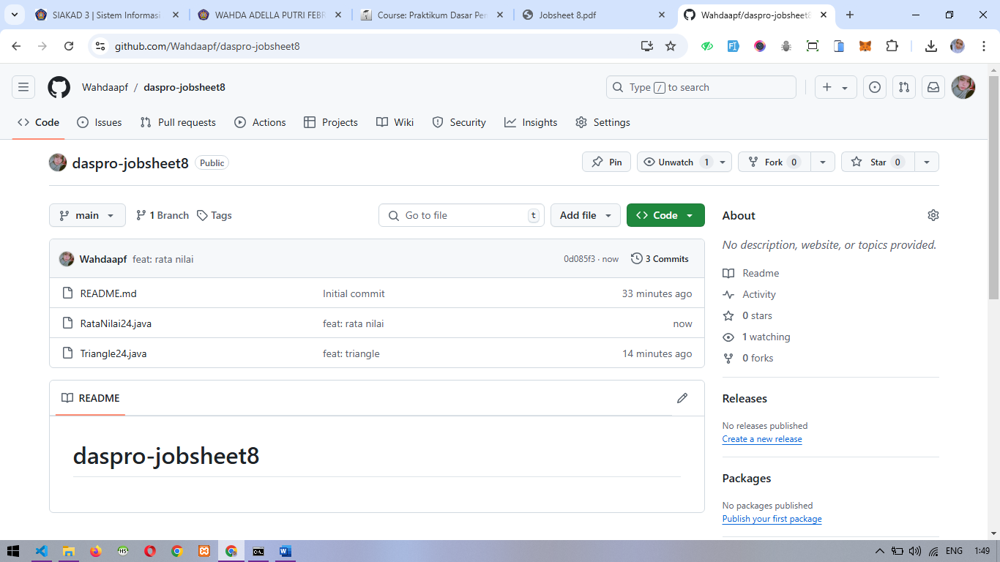 SIAKAD 3 | Sistem Informasi
WAHDA ADELLA PUTRI FEBR
Course: Praktikum Dasar Pem
Jobsheet 8.pdf
Wahdaapf/daspro-jobsheet8
github.com/Wahdaapf/daspro-jobsheet8
Wahdaapf / daspro-jobsheet8
Type / to search
Code
Issues
Pull requests
Actions
Projects
Wiki
Security
Insights
Settings
daspro-jobsheet8 Public
Pin
Unwatch 1
Fork 0
Star 0
main
1 Branch
Tags
Go to file t
Add file
Code
Wahdaapf feat: rata nilai 0d085f3 · now 3 Commits
README.md Initial commit 33 minutes ago
RataNilai24.java feat: rata nilai now
Triangle24.java feat: triangle 14 minutes ago
README
daspro-jobsheet8
About
No description, website, or topics provided.
Readme
Activity
0 stars
1 watching
0 forks
Releases
No releases published
Create a new release
Packages
No packages published
Publish your first package
ENG 1:49